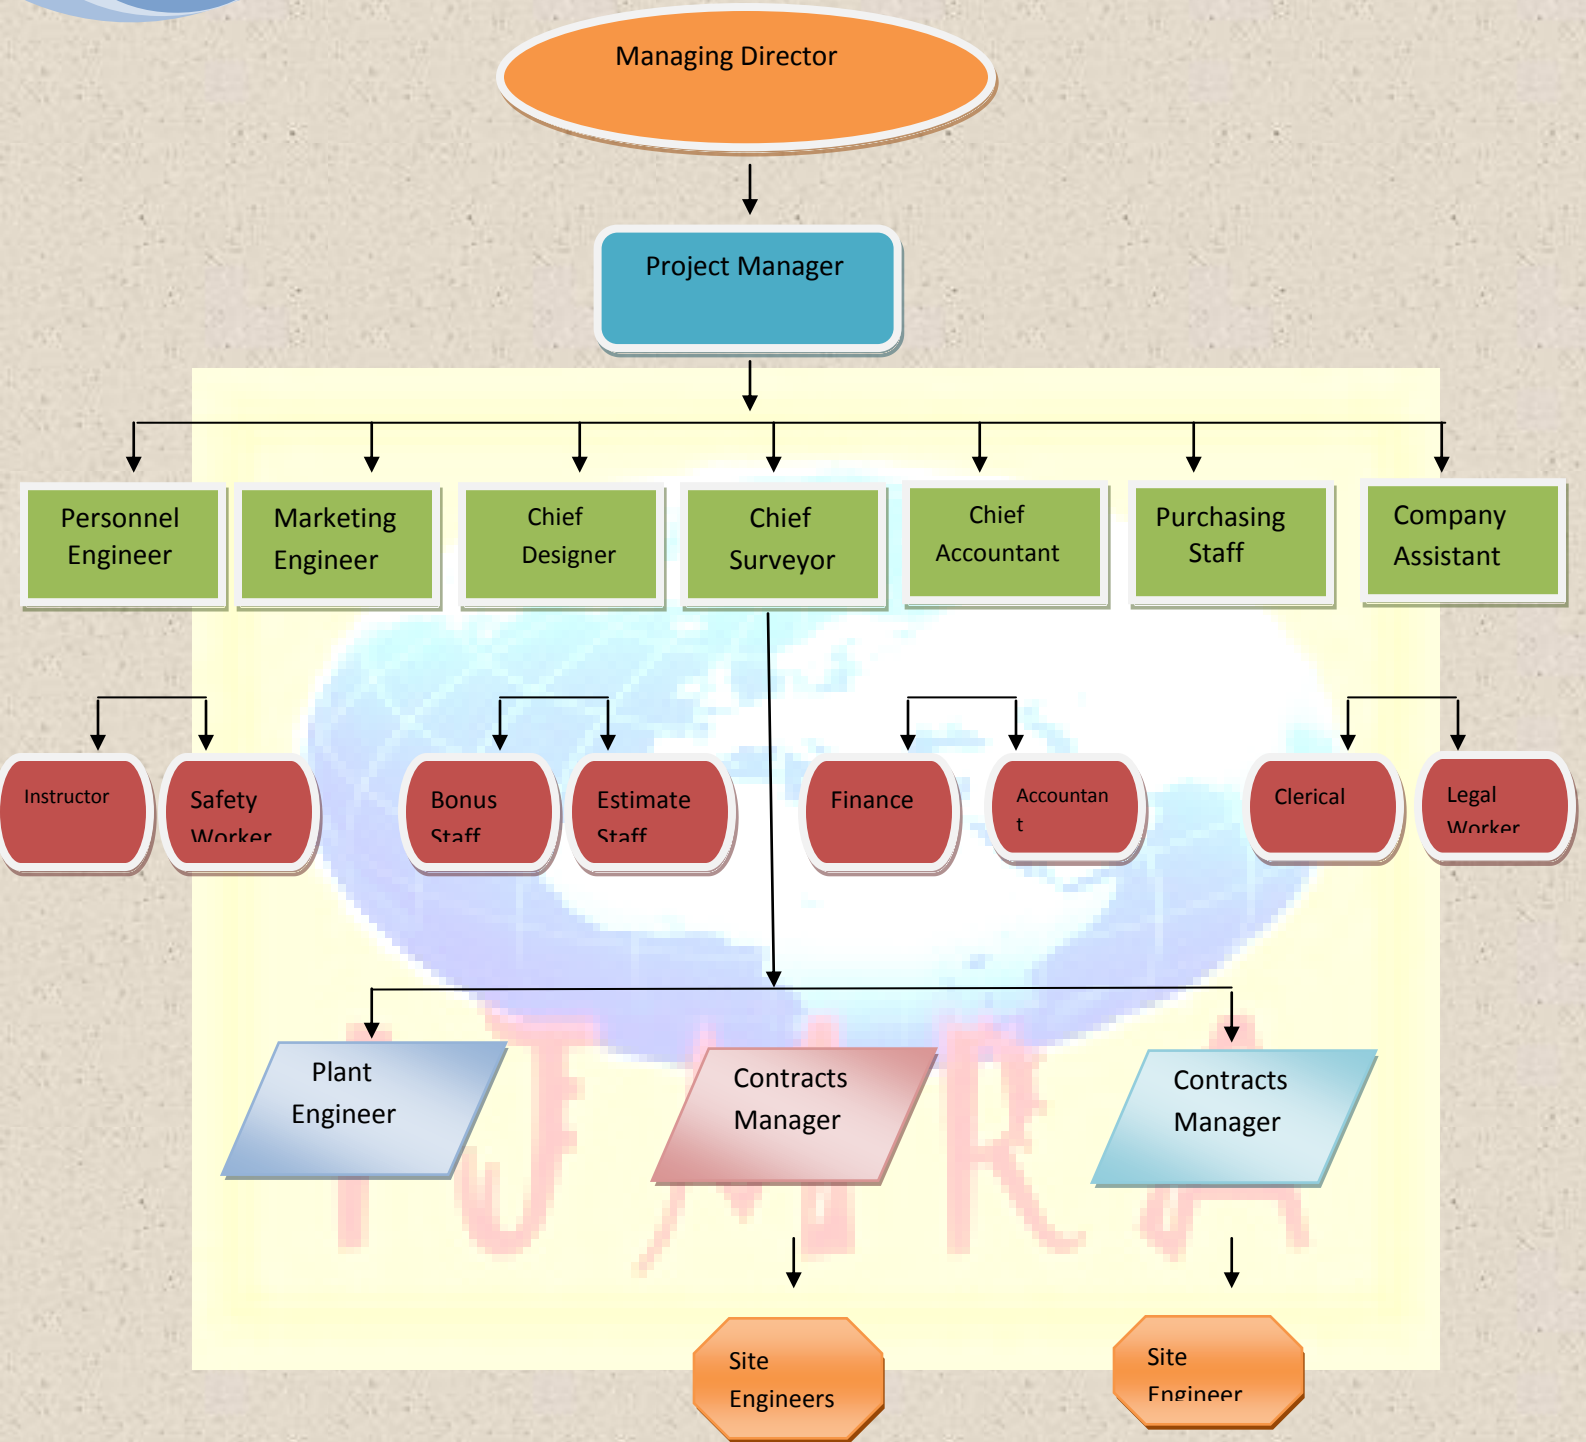 Managing Director
Project Manager
Personnel
Engineer
Marketing
Engineer
Chief
Designer
Chief
Surveyor
Chief
Accountant
Purchasing
Staff
Company
Assistant
Instructor
Safety
Worker
Bonus
Staff
Estimate
Staff
Finance
Accountan
t
Clerical
Legal
Worker
Plant
Engineer
Contracts
Manager
Contracts
Manager
Site
Engineers
Site
Engineer